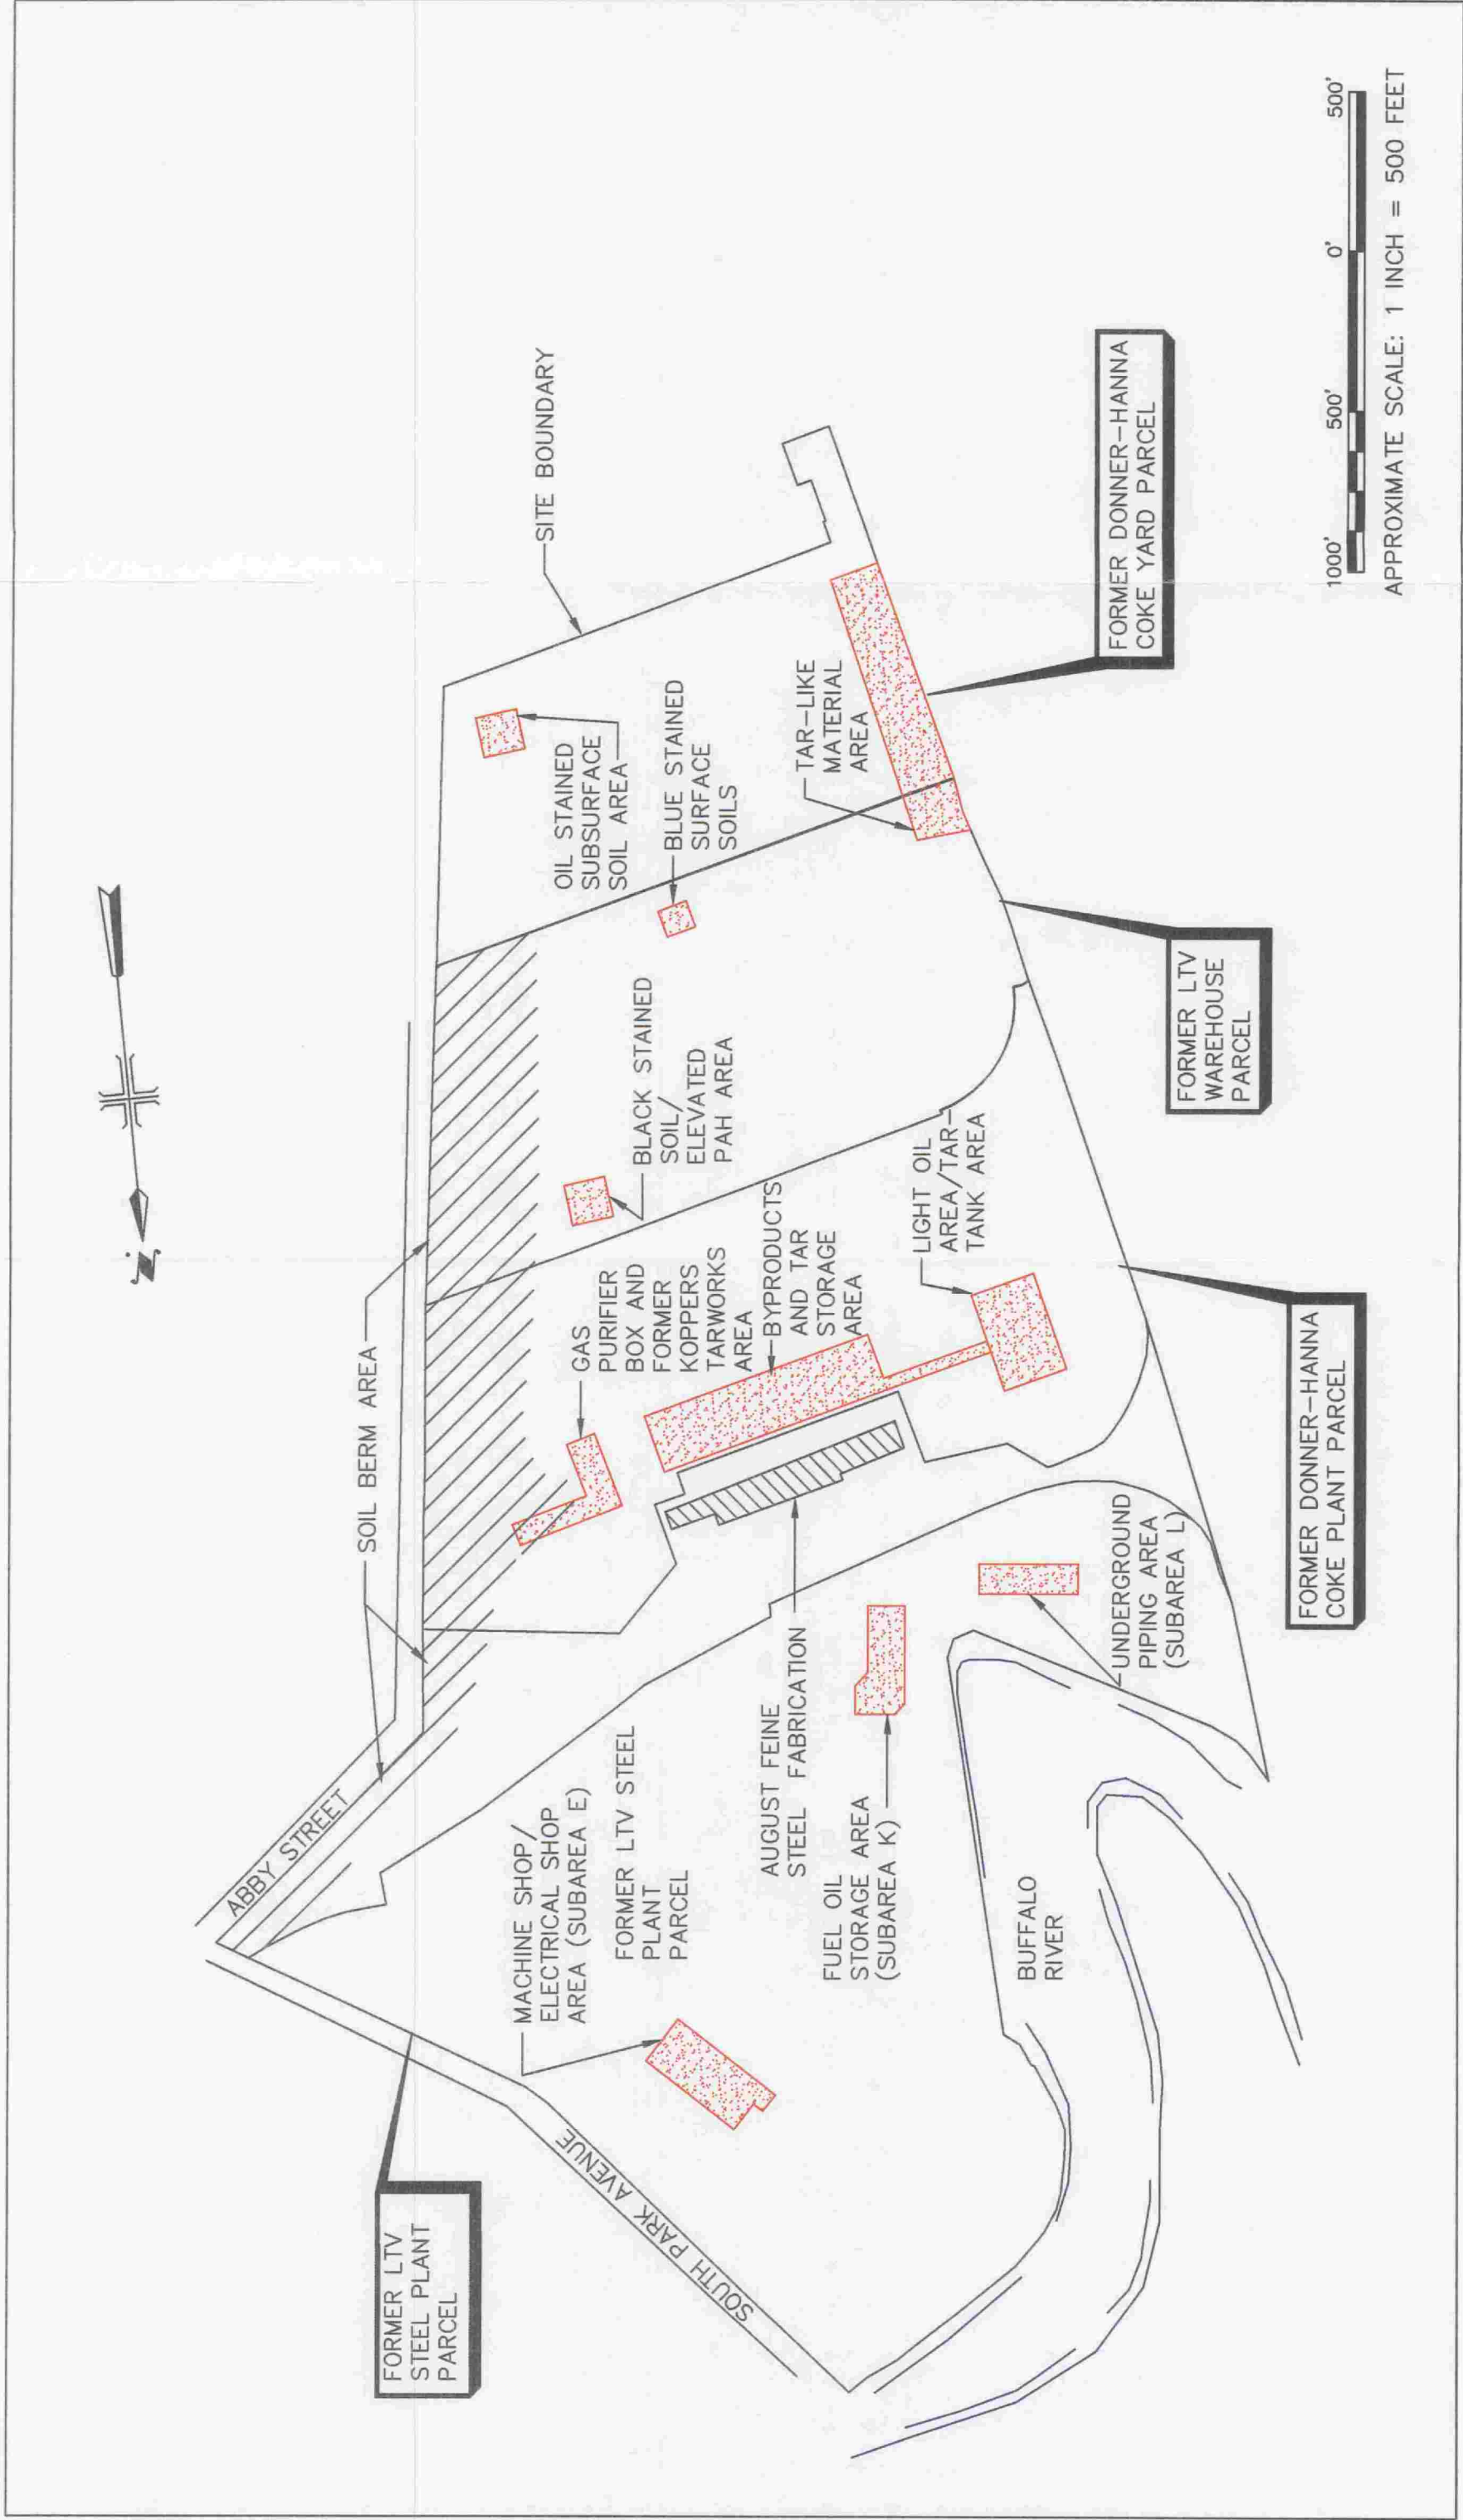 N
FORMER LTV
STEEL PLANT
PARCEL
SOUTH PARK AVENUE
ABBY STREET
SOIL BERM AREA
SITE BOUNDARY
MACHINE SHOP/
ELECTRICAL SHOP
AREA (SUBAREA E)
FORMER LTV STEEL
PLANT
PARCEL
GAS
PURIFIER
BOX AND
FORMER
KOPPERS
TARWORKS
AREA
BLACK STAINED
SOIL/
ELEVATED
PAH AREA
OIL STAINED
SUBSURFACE
SOIL AREA
BLUE STAINED
SURFACE
SOILS
TAR-LIKE
MATERIAL
AREA
AUGUST FEINE
STEEL FABRICATION
BYPRODUCTS
AND TAR
STORAGE
AREA
FUEL OIL
STORAGE AREA
(SUBAREA K)
LIGHT OIL
AREA/TAR-
TANK AREA
BUFFALO
RIVER
UNDERGROUND
PIPING AREA
(SUBAREA L)
FORMER DONNER-HANNA
COKE PLANT PARCEL
FORMER LTV
WAREHOUSE
PARCEL
FORMER DONNER-HANNA
COKE YARD PARCEL
1000' 500' 0' 500'
APPROXIMATE SCALE: 1 INCH = 500 FEET